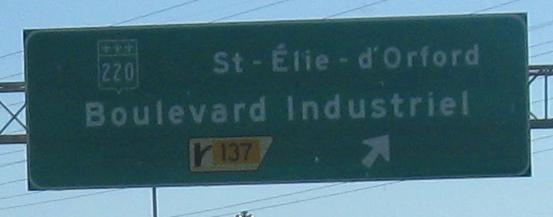 220 St-Élie-d'Orford
Boulevard Industriel
137